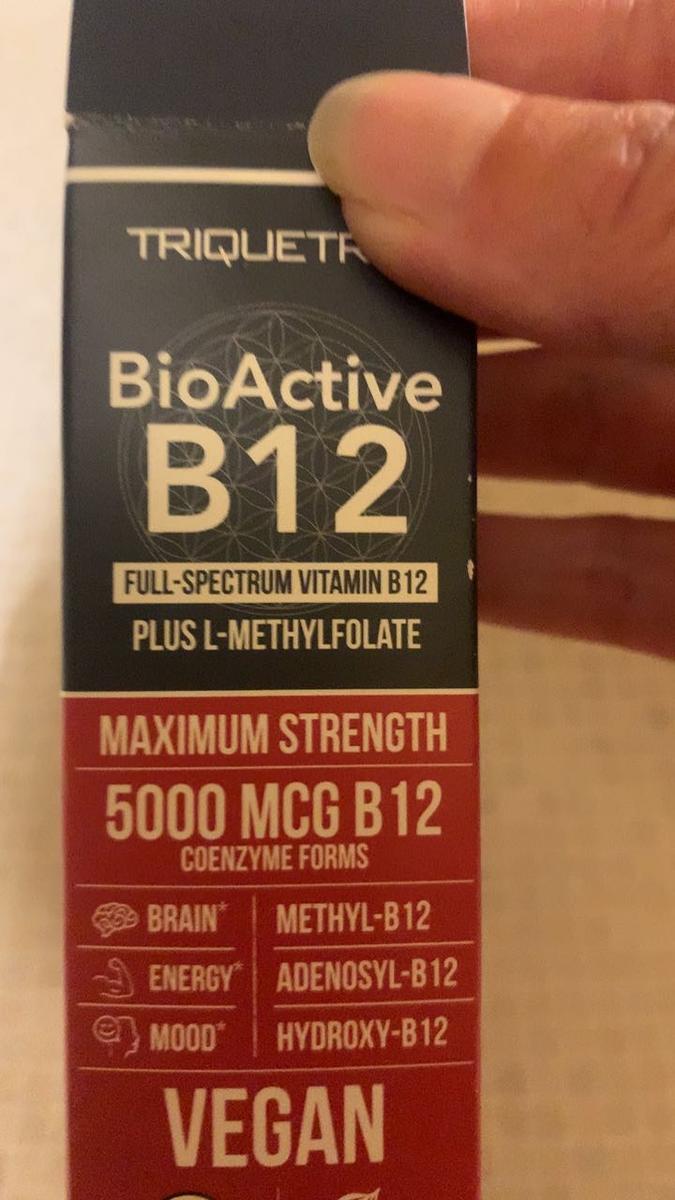 TRIQUETR
BioActive
B12
FULL-SPECTRUM VITAMIN B12
PLUS L-METHYLFOLATE
MAXIMUM STRENGTH
5000 MCG B12
COENZYME FORMS
BRAIN* METHYL-B12
ENERGY* ADENOSYL-B12
MOOD* HYDROXY-B12
VEGAN